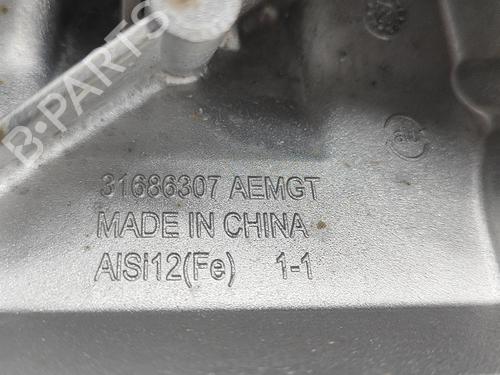 B-PARTS
31686307 AEMGT
MADE IN CHINA
AlSi12(Fe) 1-1